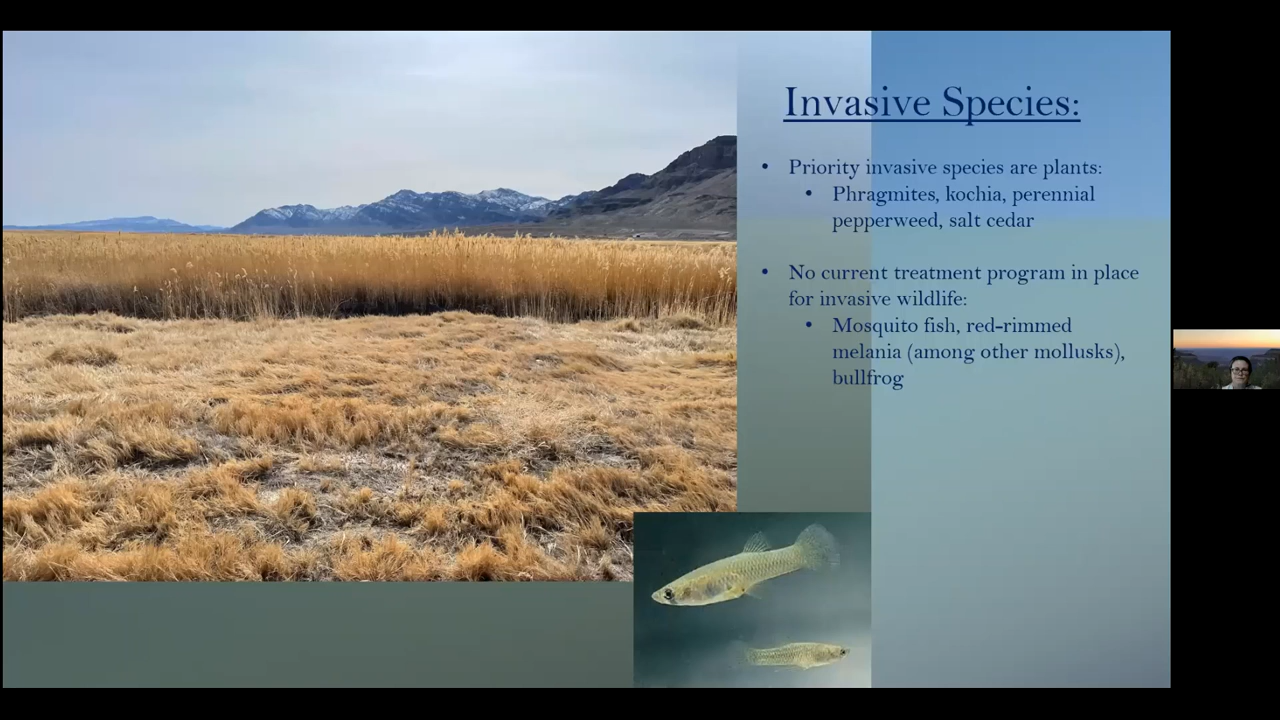 Invasive Species:
• Priority invasive species are plants:
• Phragmites, kochia, perennial
pepperweed, salt cedar
• No current treatment program in place
for invasive wildlife:
• Mosquito fish, red-rimmed
melania (among other mollusks),
bullfrog